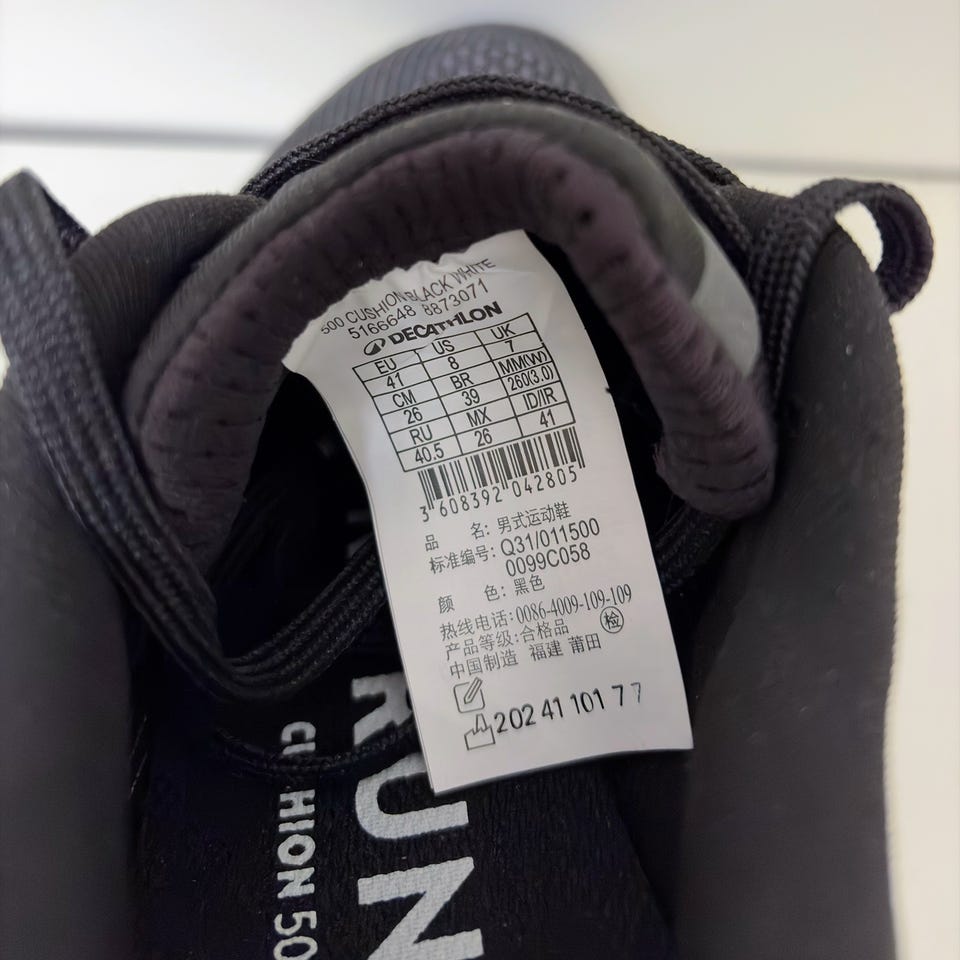 500 CUSHION BLACK WHITE
5166648 8873071
DECATHLON
EU US UK
41 8 7
CM BR MM(W)
26 39 260(3.0)
RU MX ID/IR
40.5 26 41
3 608392 042805
品 名: 男式运动鞋
标准编号: Q31/011500
0099C058
颜 色: 黑色
热线电话: 0086-4009-109-109
产品等级: 合格品 检
中国制造 福建 莆田
202 41 101 7 7
RUN
CUSHION 50